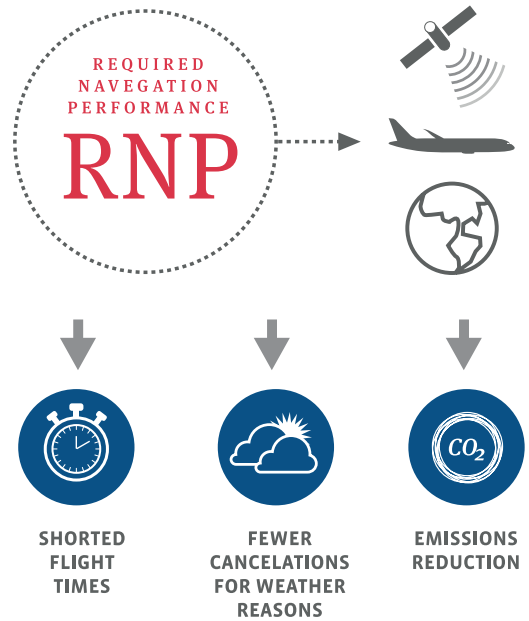 REQUIRED
NAVEGATION
PERFORMANCE
RNP
CO2
SHORTED
FLIGHT
TIMES
FEWER
CANCELATIONS
FOR WEATHER
REASONS
EMISSIONS
REDUCTION